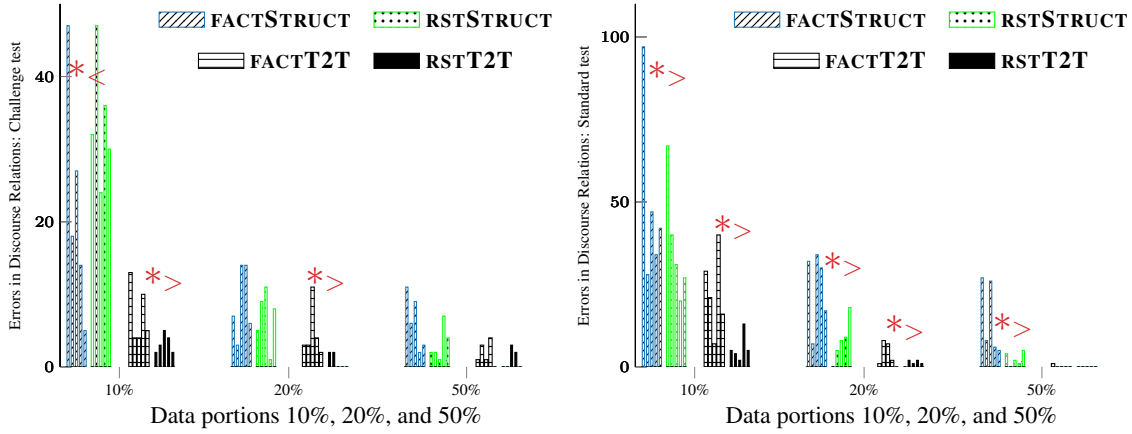 FACTSTRUCT RSTSTRUCT
FACTT2T RSTT2T
Errors in Discourse Relations: Challenge test
40
20
0
* <
* >
* >
10% 20% 50%
Data portions 10%, 20%, and 50%
FACTSTRUCT RSTSTRUCT
FACTT2T RSTT2T
Errors in Discourse Relations: Standard test
100
50
0
* >
* >
* >
* >
* >
10% 20% 50%
Data portions 10%, 20%, and 50%